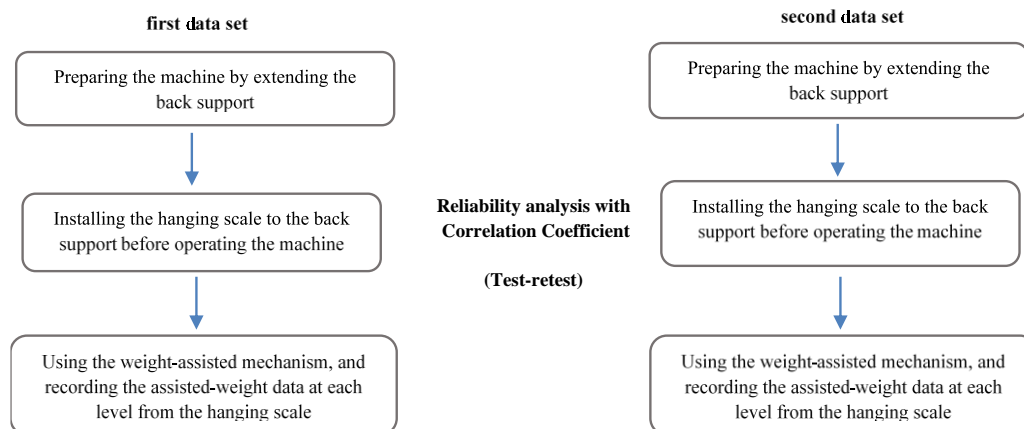 first data set
Preparing the machine by extending the
back support
Installing the hanging scale to the back
support before operating the machine
Using the weight-assisted mechanism, and
recording the assisted-weight data at each
level from the hanging scale
Reliability analysis with
Correlation Coefficient
(Test-retest)
second data set
Preparing the machine by extending the
back support
Installing the hanging scale to the back
support before operating the machine
Using the weight-assisted mechanism, and
recording the assisted-weight data at each
level from the hanging scale